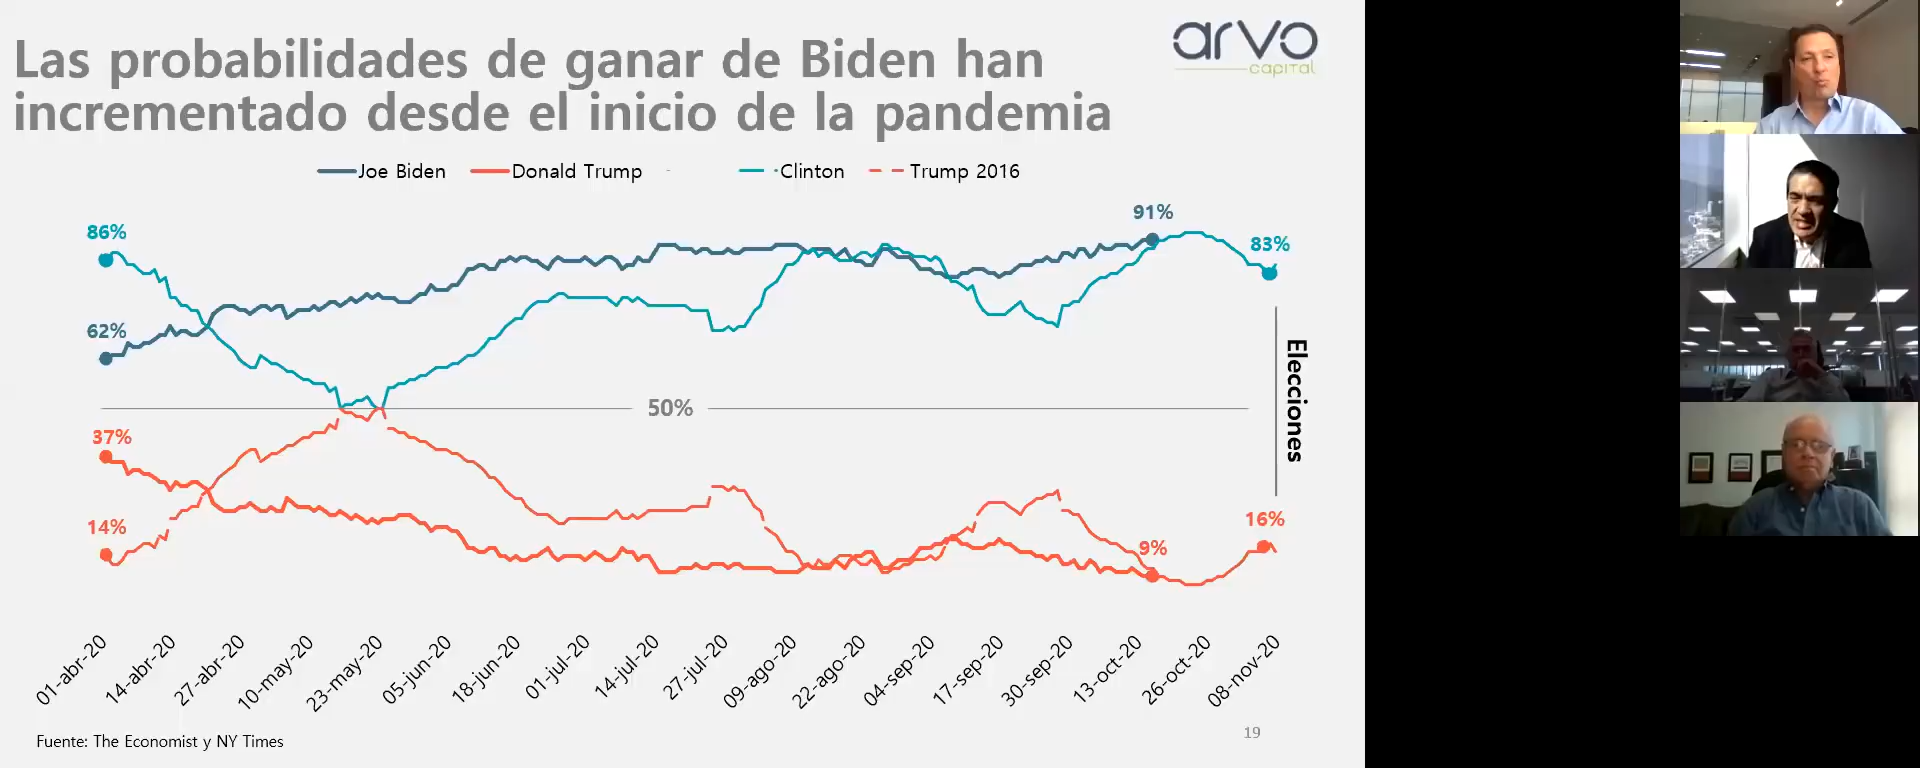 arvo
capital
Las probabilidades de ganar de Biden han
incrementado desde el inicio de la pandemia
Joe Biden Donald Trump Clinton Trump 2016
86%
62%
91%
83%
50%
37%
14%
9%
16%
Elecciones
01-abr-20 14-abr-20 27-abr-20 10-may-20 23-may-20 05-jun-20 18-jun-20 01-jul-20 14-jul-20 27-jul-20 09-ago-20 22-ago-20 04-sep-20 17-sep-20 30-sep-20 13-oct-20 26-oct-20 08-nov-20
Fuente: The Economist y NY Times
19